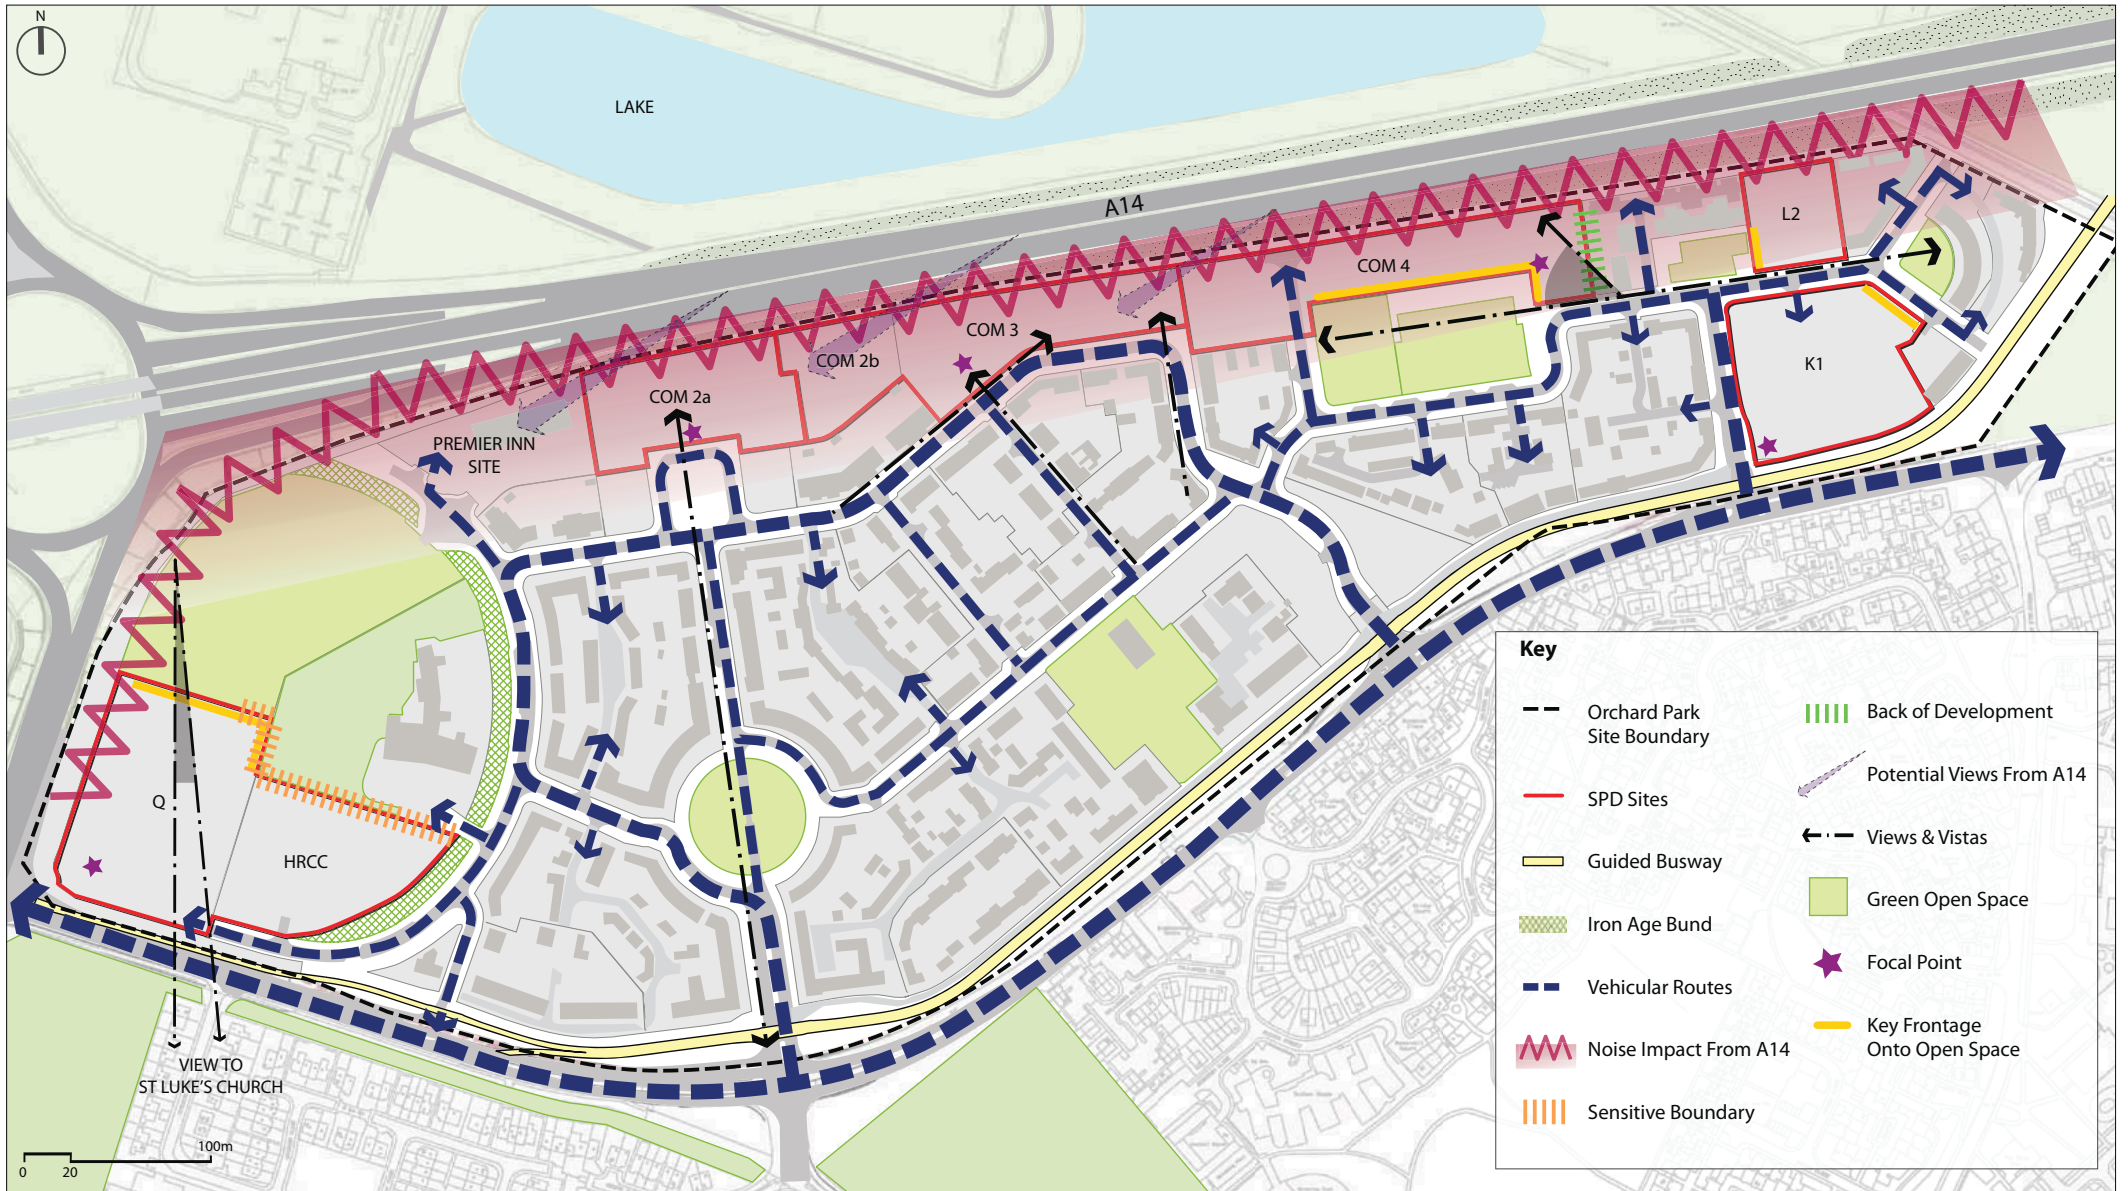 N
LAKE
A14
L2
COM 4
COM 3
COM 2b
K1
COM 2a
PREMIER INN
SITE
Q
HRCC
VIEW TO
ST LUKE'S CHURCH
100m
0
20
Key
Orchard Park
Site Boundary
SPD Sites
Guided Busway
Iron Age Bund
Vehicular Routes
Noise Impact From A14
Sensitive Boundary
Back of Development
Potential Views From A14
Views & Vistas
Green Open Space
Focal Point
Key Frontage
Onto Open Space